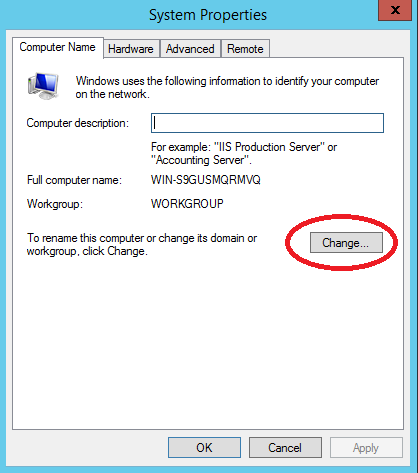 System Properties
x
Computer Name Hardware Advanced Remote
Windows uses the following information to identify your computer
on the network.
Computer description:
For example: "IIS Production Server" or
"Accounting Server".
Full computer name: WIN-S9GUSMQRMVQ
Workgroup: WORKGROUP
To rename this computer or change its domain or
workgroup, click Change.
Change...
OK Cancel Apply